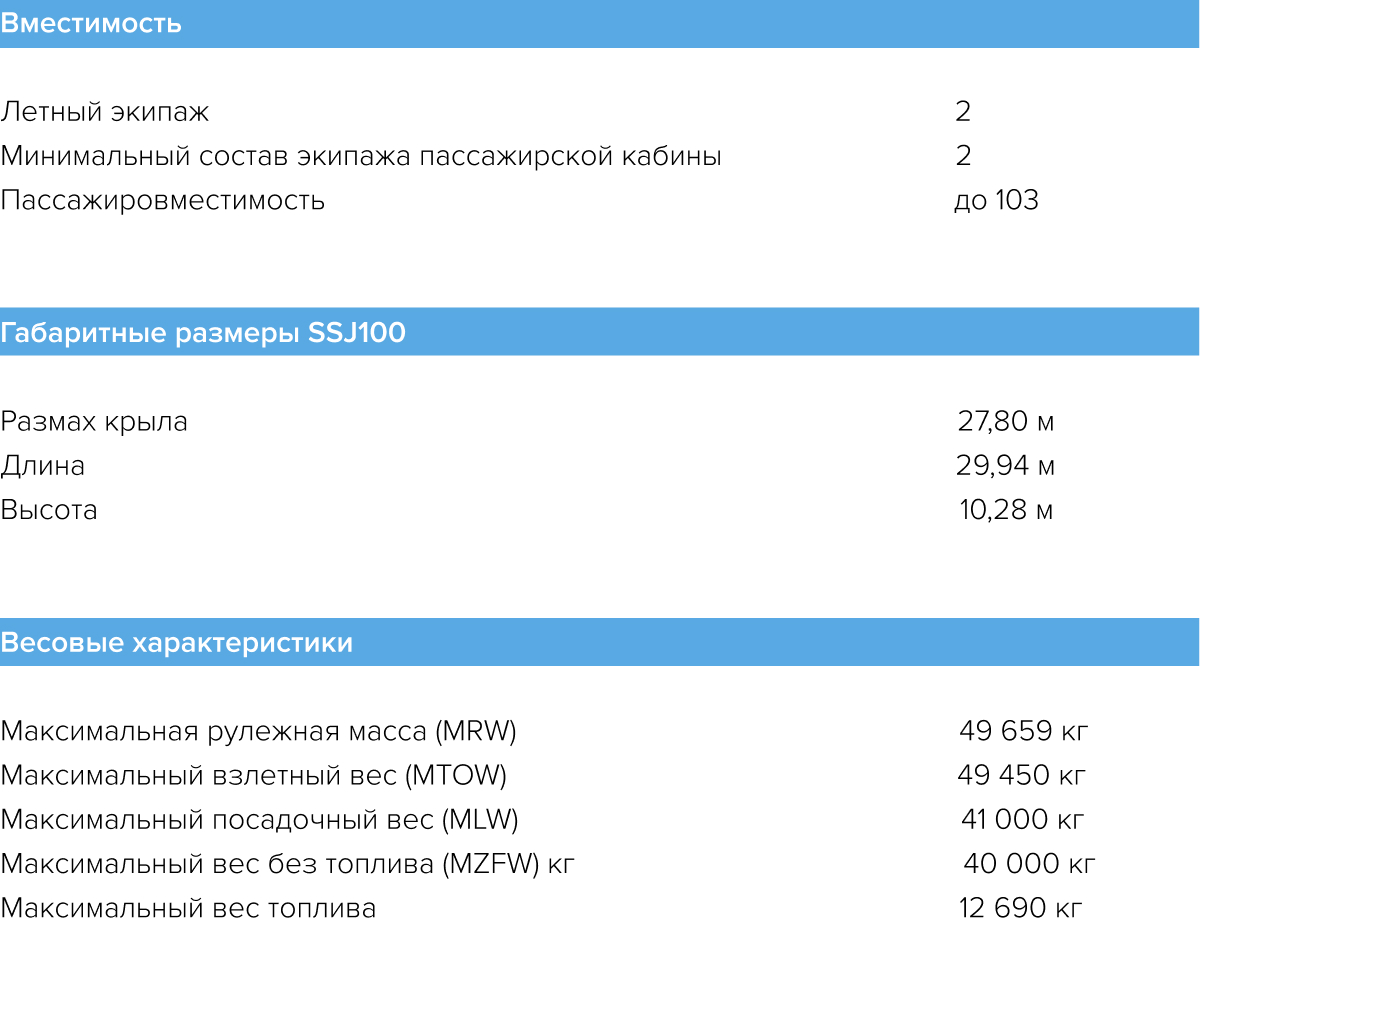 Вместимость
Летный экипаж 2
Минимальный состав экипажа пассажирской кабины 2
Пассажировместимость до 103
Габаритные размеры SSJ100
Размах крыла 27,80 м
Длина 29,94 м
Высота 10,28 м
Весовые характеристики
Максимальная рулежная масса (MRW) 49 659 кг
Максимальный взлетный вес (MTOW) 49 450 кг
Максимальный посадочный вес (MLW) 41 000 кг
Максимальный вес без топлива (MZFW) кг 40 000 кг
Максимальный вес топлива 12 690 кг